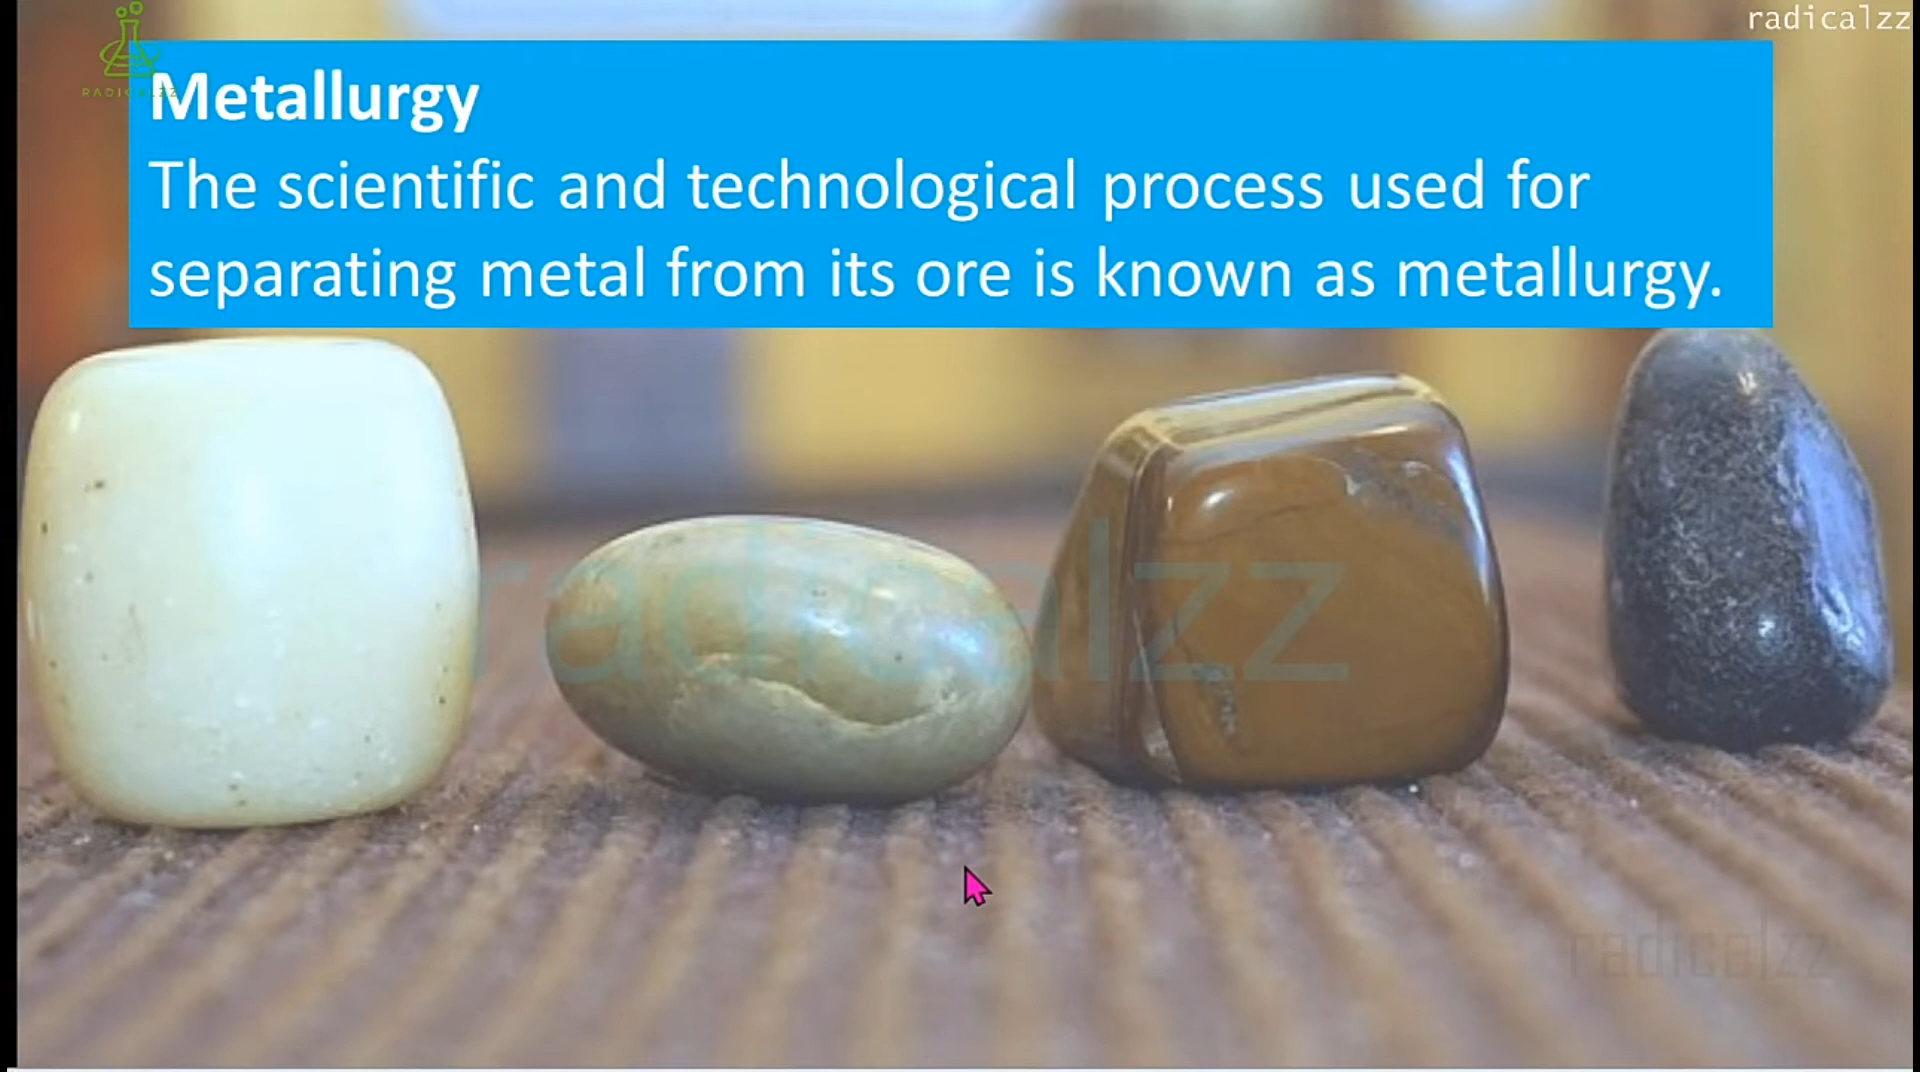 radicalzz
RADICALZZ
Metallurgy
The scientific and technological process used for
separating metal from its ore is known as metallurgy.
radicalzz
radicalzz